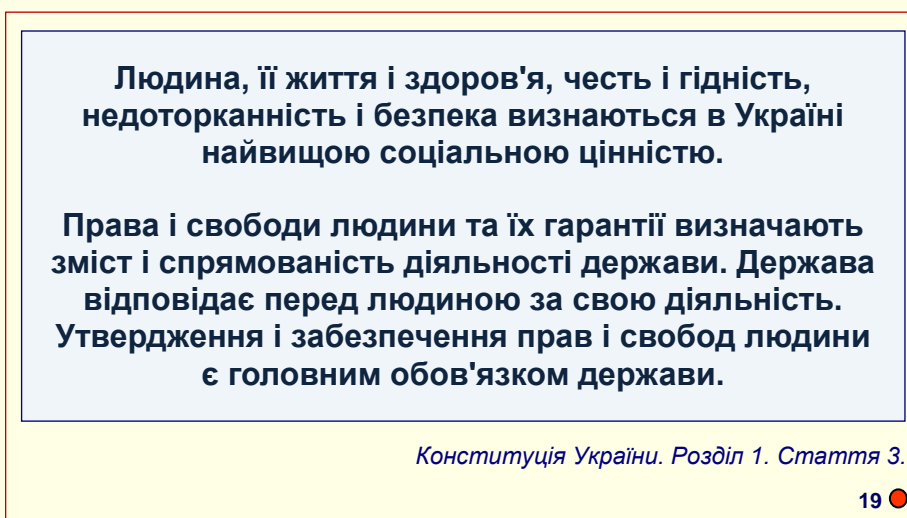 Людина, її життя і здоров'я, честь і гідність,
недоторканність і безпека визнаються в Україні
найвищою соціальною цінністю.
Права і свободи людини та їх гарантії визначають
зміст і спрямованість діяльності держави. Держава
відповідає перед людиною за свою діяльність.
Утвердження і забезпечення прав і свобод людини
є головним обов'язком держави.
Конституція України. Розділ 1. Стаття 3.
19